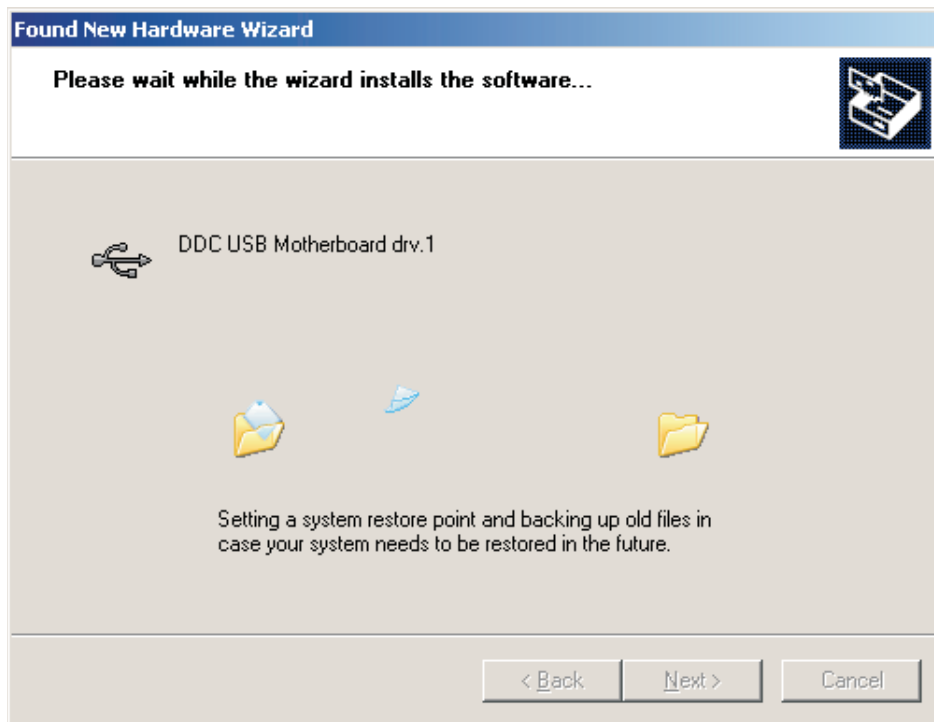 Found New Hardware Wizard
Please wait while the wizard installs the software...
DDC USB Motherboard drv.1
Setting a system restore point and backing up old files in
case your system needs to be restored in the future.
< Back
Next >
Cancel